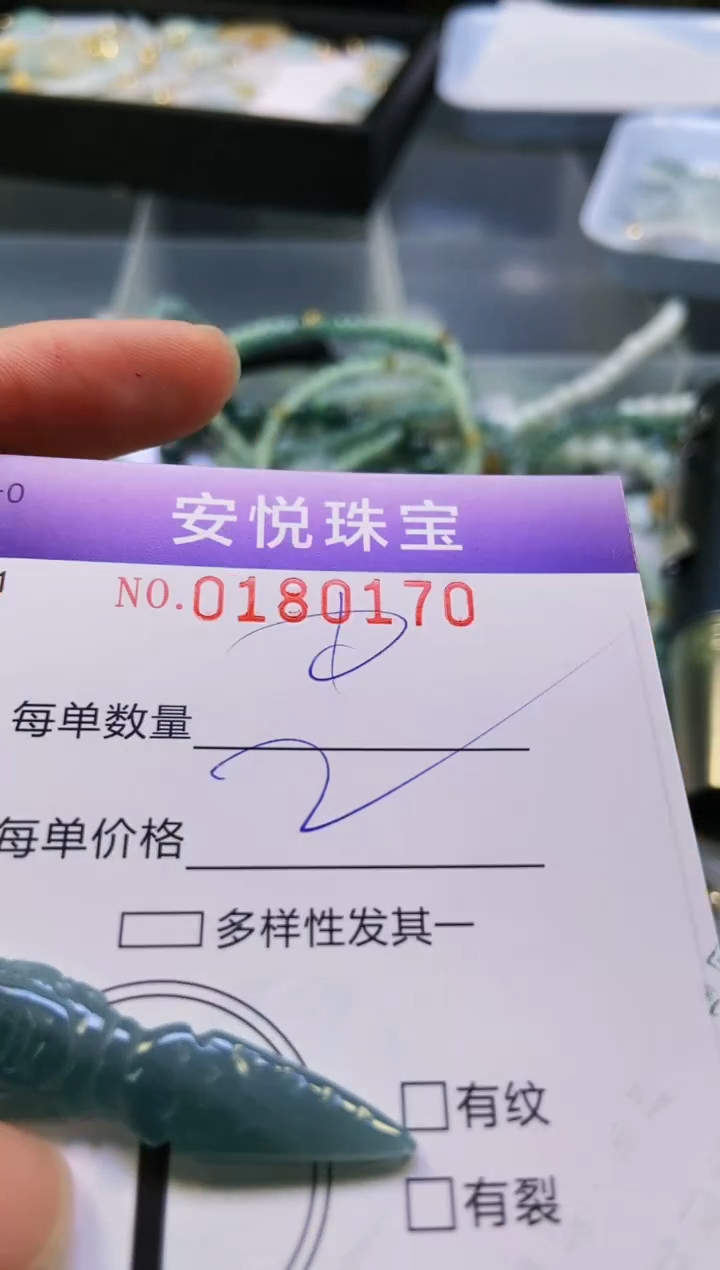 安悦珠宝
NO.0180170
每单数量
每单价格 2
多样性发其一
有纹
有裂